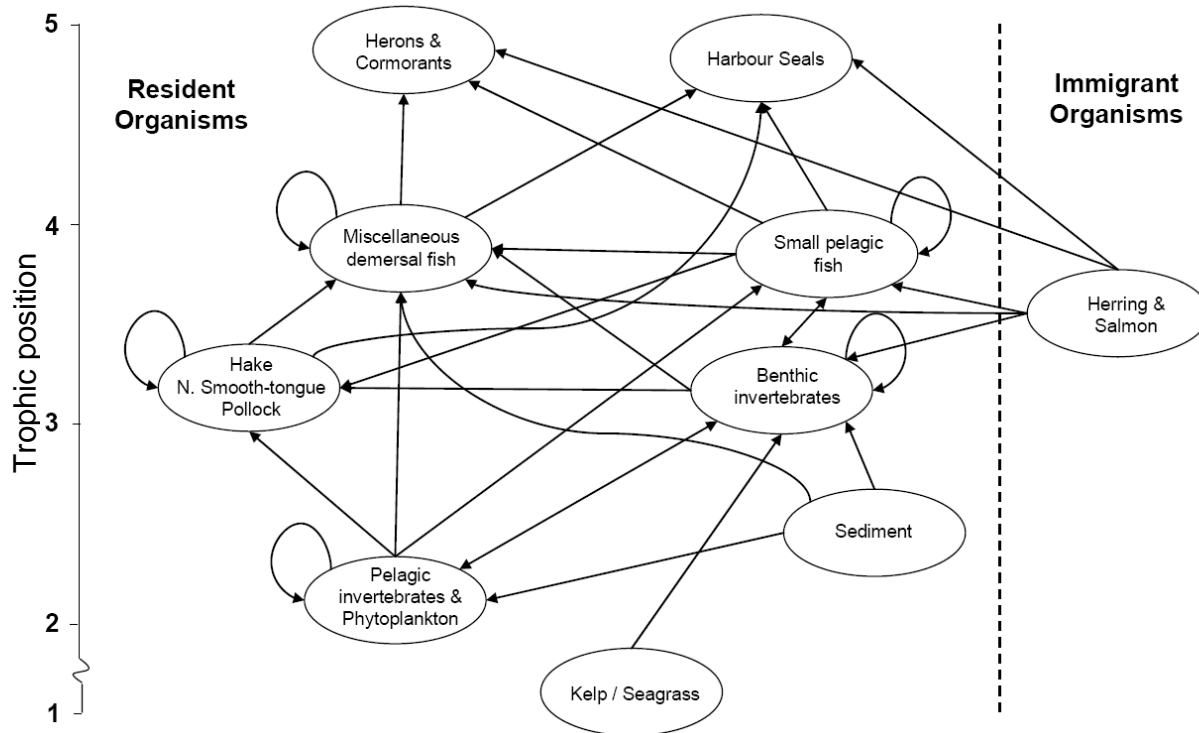 5
Herons &
Cormorants
Harbour Seals
Resident
Organisms
Immigrant
Organisms
4
Miscellaneous
demersal fish
Small pelagic
fish
Herring &
Salmon
Trophic position
Hake
N. Smooth-tongue
Pollock
Benthic
invertebrates
3
Sediment
Pelagic
invertebrates &
Phytoplankton
2
Kelp / Seagrass
1